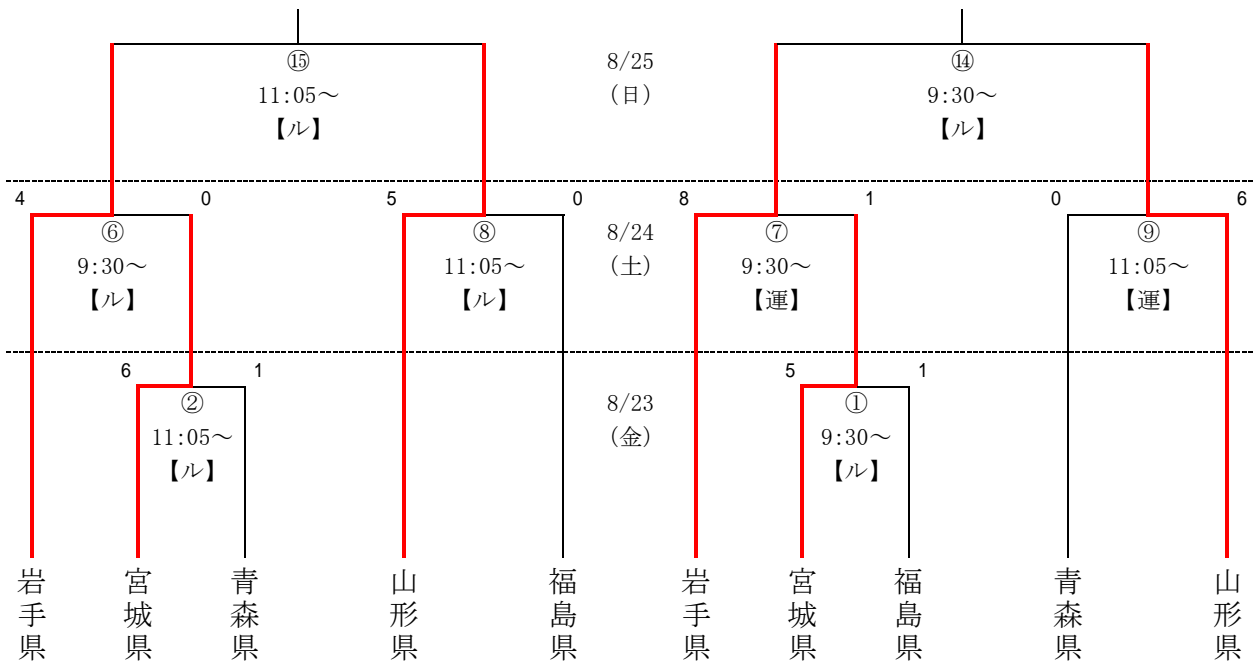 ⑮
11:05～
【ル】
8/25
(日)
⑭
9:30～
【ル】
4 0 5 0 8 1 0 6
⑥
9:30～
【ル】
⑧
11:05～
【ル】
8/24
(土)
⑦
9:30～
【運】
⑨
11:05～
【運】
6 1 5 1
②
11:05～
【ル】
8/23
(金)
①
9:30～
【ル】
岩手県
宮城県
青森県
山形県
福島県
岩手県
宮城県
福島県
青森県
山形県